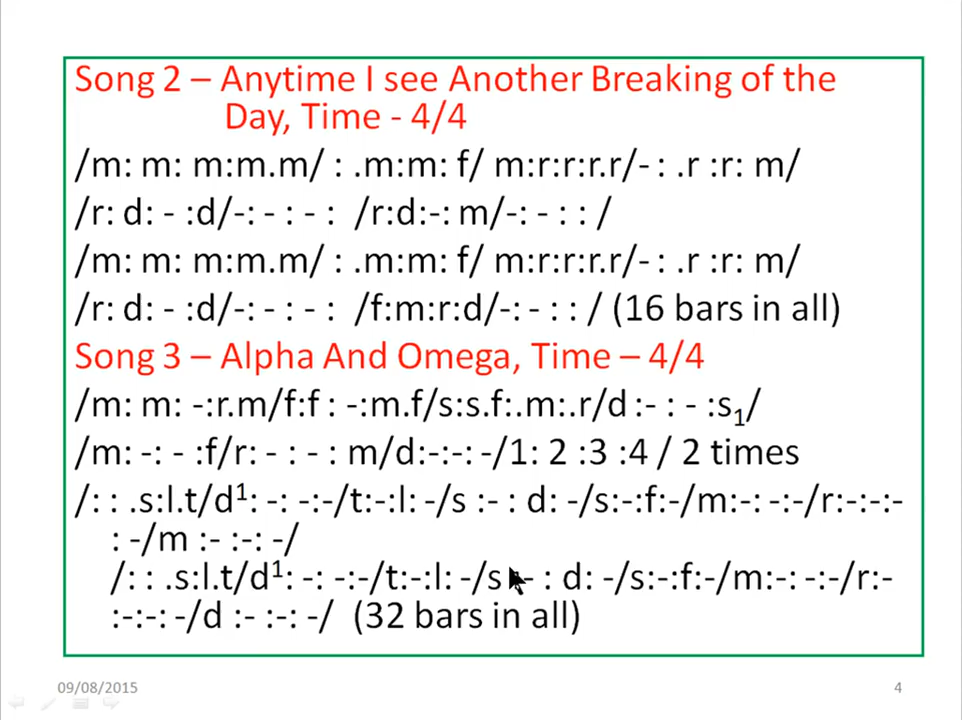 Song 2 – Anytime I see Another Breaking of the
Day, Time - 4/4
/m: m: m:m.m/ : .m:m: f/ m:r:r:r.r/- : .r :r: m/
/r: d: - :d/-: - : - : /r:d:-: m/-: - : : /
/m: m: m:m.m/ : .m:m: f/ m:r:r:r.r/- : .r :r: m/
/r: d: - :d/-: - : - : /f:m:r:d/-: - : : / (16 bars in all)
Song 3 – Alpha And Omega, Time – 4/4
/m: m: -:r.m/f:f : -:m.f/s:s.f:.m:.r/d :- : - :s₁/
/m: -: - :f/r: - : - : m/d:-:-: -/1: 2 :3 :4 / 2 times
/: : .s:l.t/d¹: -: -:-/t:-:l: -/s :- : d: -/s:-:f:-/m:-: -:-/r:-:-:-
: -/m :- :-: -/
/: : .s:l.t/d¹: -: -:-/t:-:l: -/s :- : d: -/s:-:f:-/m:-: -:-/r:-
:-:-: -/d :- :-: -/ (32 bars in all)
09/08/2015
4